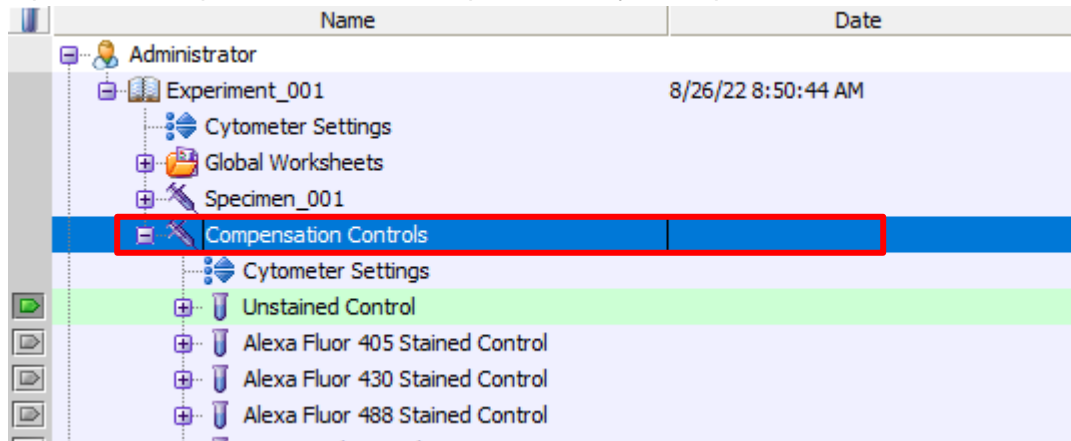 Name Date
Administrator
Experiment_001 8/26/22 8:50:44 AM
Cytometer Settings
Global Worksheets
Specimen_001
Compensation Controls
Cytometer Settings
Unstained Control
Alexa Fluor 405 Stained Control
Alexa Fluor 430 Stained Control
Alexa Fluor 488 Stained Control